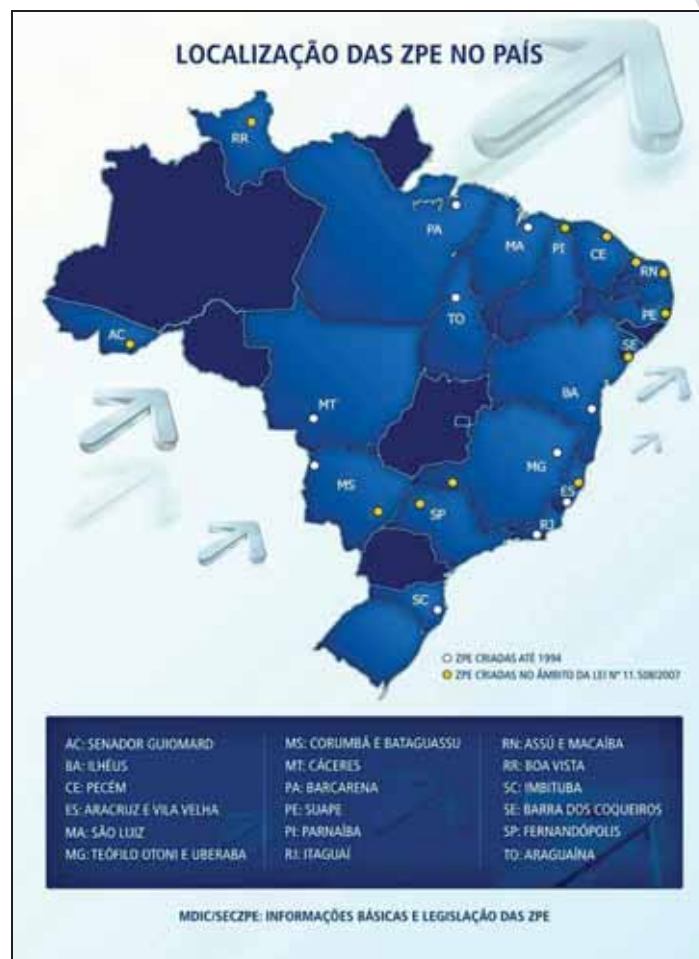 LOCALIZAÇÃO DAS ZPE NO PAÍS
RR
PA
MA
PI
CE
RN
PE
TO
AC
SE
MT
BA
MG
MS
ES
SP
RJ
SC
ZPE CRIADAS ATÉ 1994
ZPE CRIADAS NO ÂMBITO DA LEI Nº 11.508/2007
AC: SENADOR GUIOMARD
BA: ILHÉUS
CE: PECÉM
ES: ARACRUZ E VILA VELHA
MA: SÃO LUIZ
MG: TEÓFILO OTONI E UBERABA
MS: CORUMBÁ E BATAGUASSU
MT: CÁCERES
PA: BARCARENA
PE: SUAPE
PI: PARNAÍBA
RJ: ITAGUAÍ
RN: ASSÚ E MACAÍBA
RR: BOA VISTA
SC: IMBITUBA
SE: BARRA DOS COQUEIROS
SP: FERNANDÓPOLIS
TO: ARAGUAÍNA
MDIC/SECZPE: INFORMAÇÕES BÁSICAS E LEGISLAÇÃO DAS ZPE